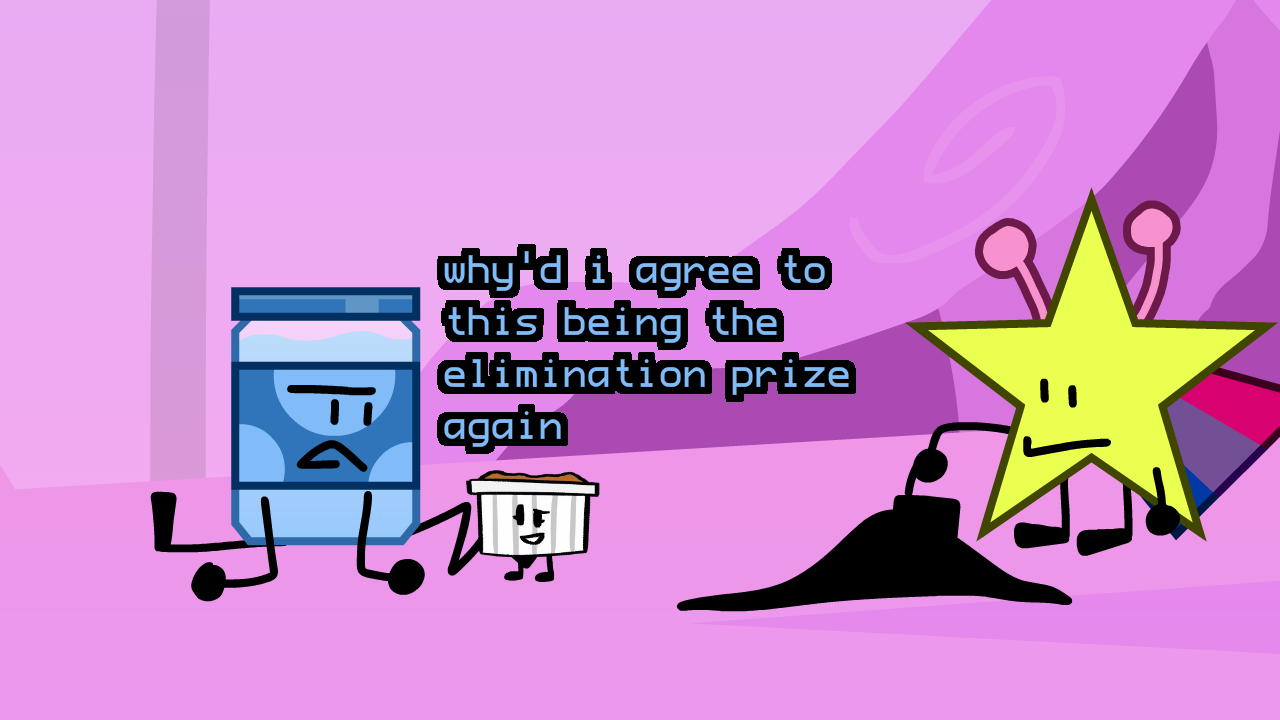 why'd i agree to
this being the
elimination prize
again